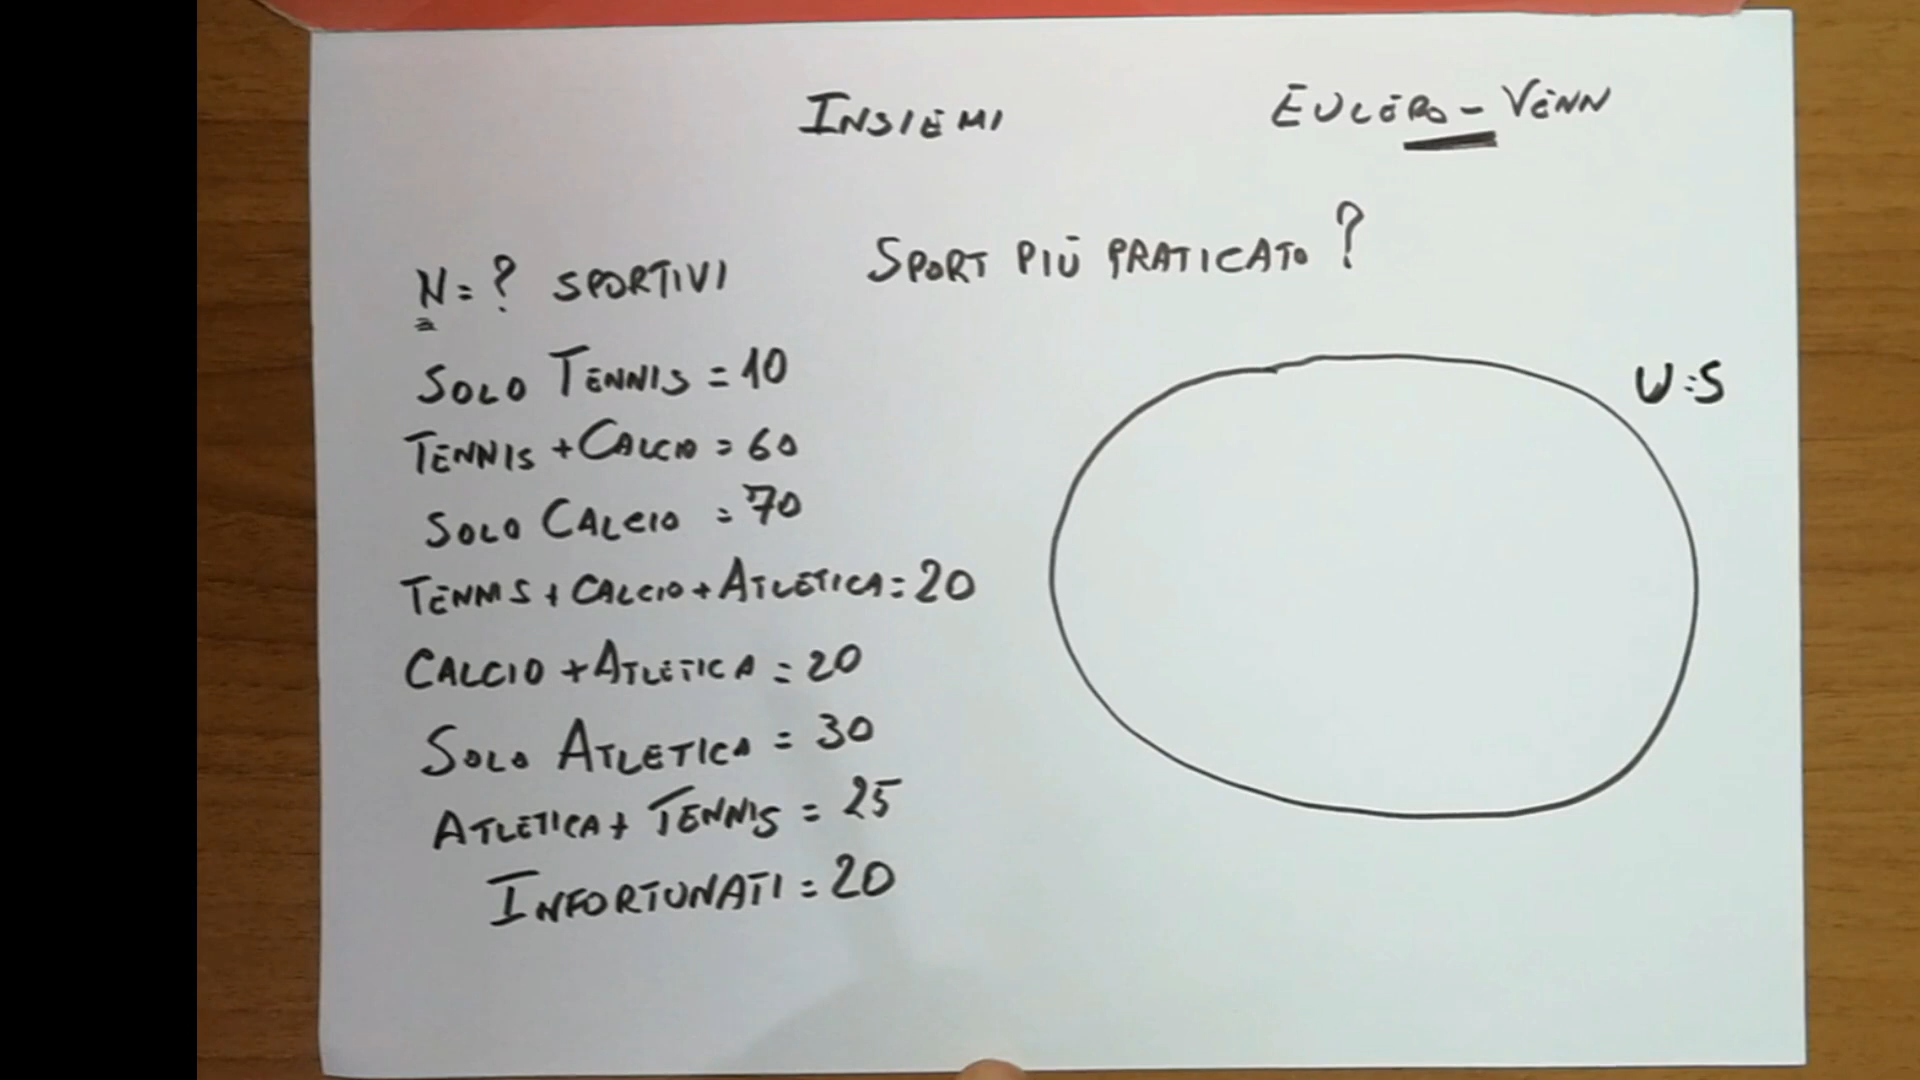 INSIEMI
EULERO - VENN
SPORT PIÙ PRATICATO?
N = ? SPORTIVI
SOLO TENNIS = 10
TENNIS + CALCIO = 60
SOLO CALCIO = 70
TENNIS + CALCIO + ATLETICA = 20
CALCIO + ATLETICA = 20
SOLO ATLETICA = 30
ATLETICA + TENNIS = 25
INFORTUNATI = 20
U=S